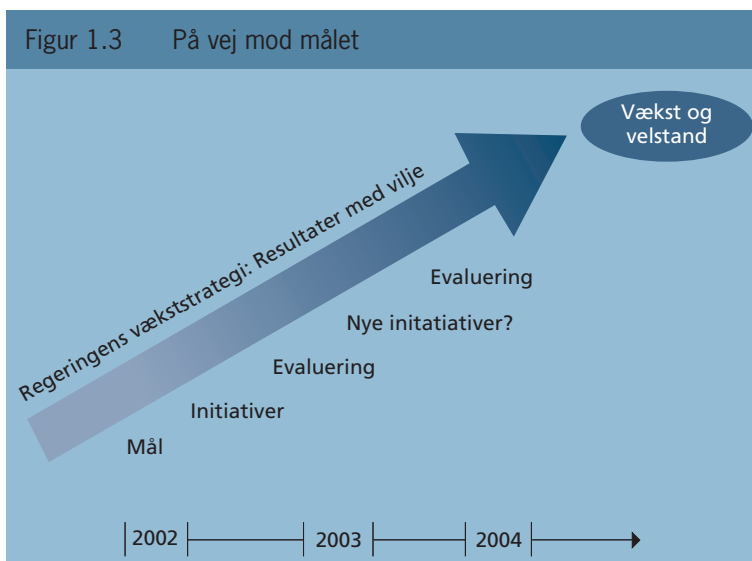 Figur 1.3 På vej mod målet
Vækst og
velstand
Regeringens vækststrategi: Resultater med vilje
Evaluering
Nye initatiativer?
Evaluering
Initiativer
Mål
2002 2003 2004